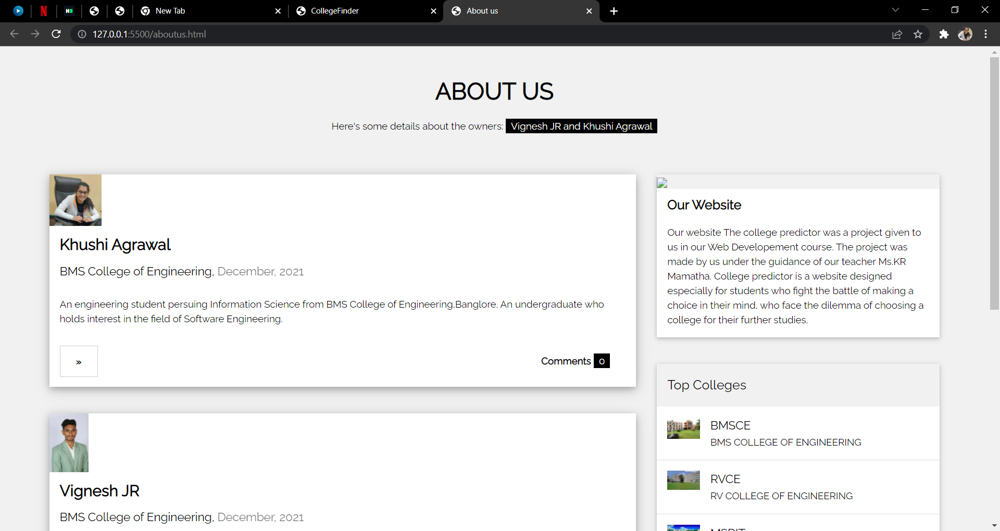 New Tab
CollegeFinder
About us
127.0.0.1:5500/aboutus.html
ABOUT US
Here's some details about the owners: Vignesh JR and Khushi Agrawal
Khushi Agrawal
BMS College of Engineering, December, 2021
An engineering student persuing Information Science from BMS College of Engineering,Banglore. An undergraduate who
holds interest in the field of Software Engineering.
»
Comments 0
Vignesh JR
BMS College of Engineering, December, 2021
Our Website
Our website The college predictor was a project given to
us in our Web Developement course. The project was
made by us under the guidance of our teacher Ms.KR
Mamatha. College predictor is a website designed
especially for students who fight the battle of making a
choice in their mind, who face the dilemma of choosing a
college for their further studies.
Top Colleges
BMSCE
BMS COLLEGE OF ENGINEERING
RVCE
RV COLLEGE OF ENGINEERING